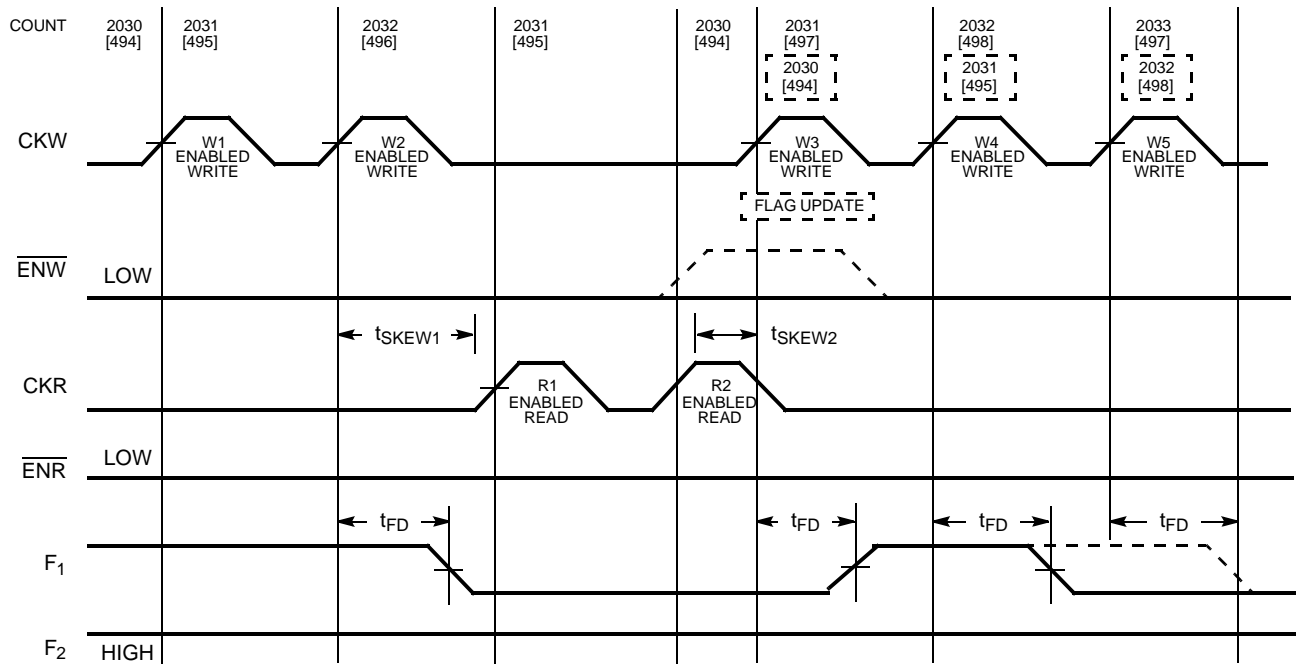 COUNT 2030 2031 2032 2031 2030 2031 2032 2033
[494] [495] [496] [495] [494] [497] [498] [497]
2030 2031 2032
[494] [495] [498]
CKW
W1 W2 W3 W4 W5
ENABLED ENABLED ENABLED ENABLED ENABLED
WRITE WRITE WRITE WRITE WRITE
FLAG UPDATE
ENW LOW
tSKEW1 tSKEW2
CKR
R1 R2
ENABLED ENABLED
READ READ
ENR LOW
tFD tFD tFD tFD
F1
F2 HIGH